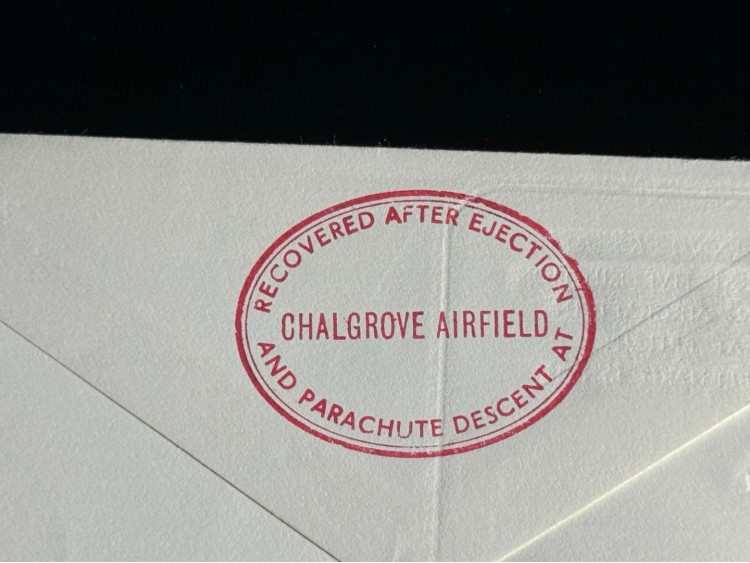 RECOVERED AFTER EJECTION
CHALGROVE AIRFIELD
AND PARACHUTE DESCENT AT